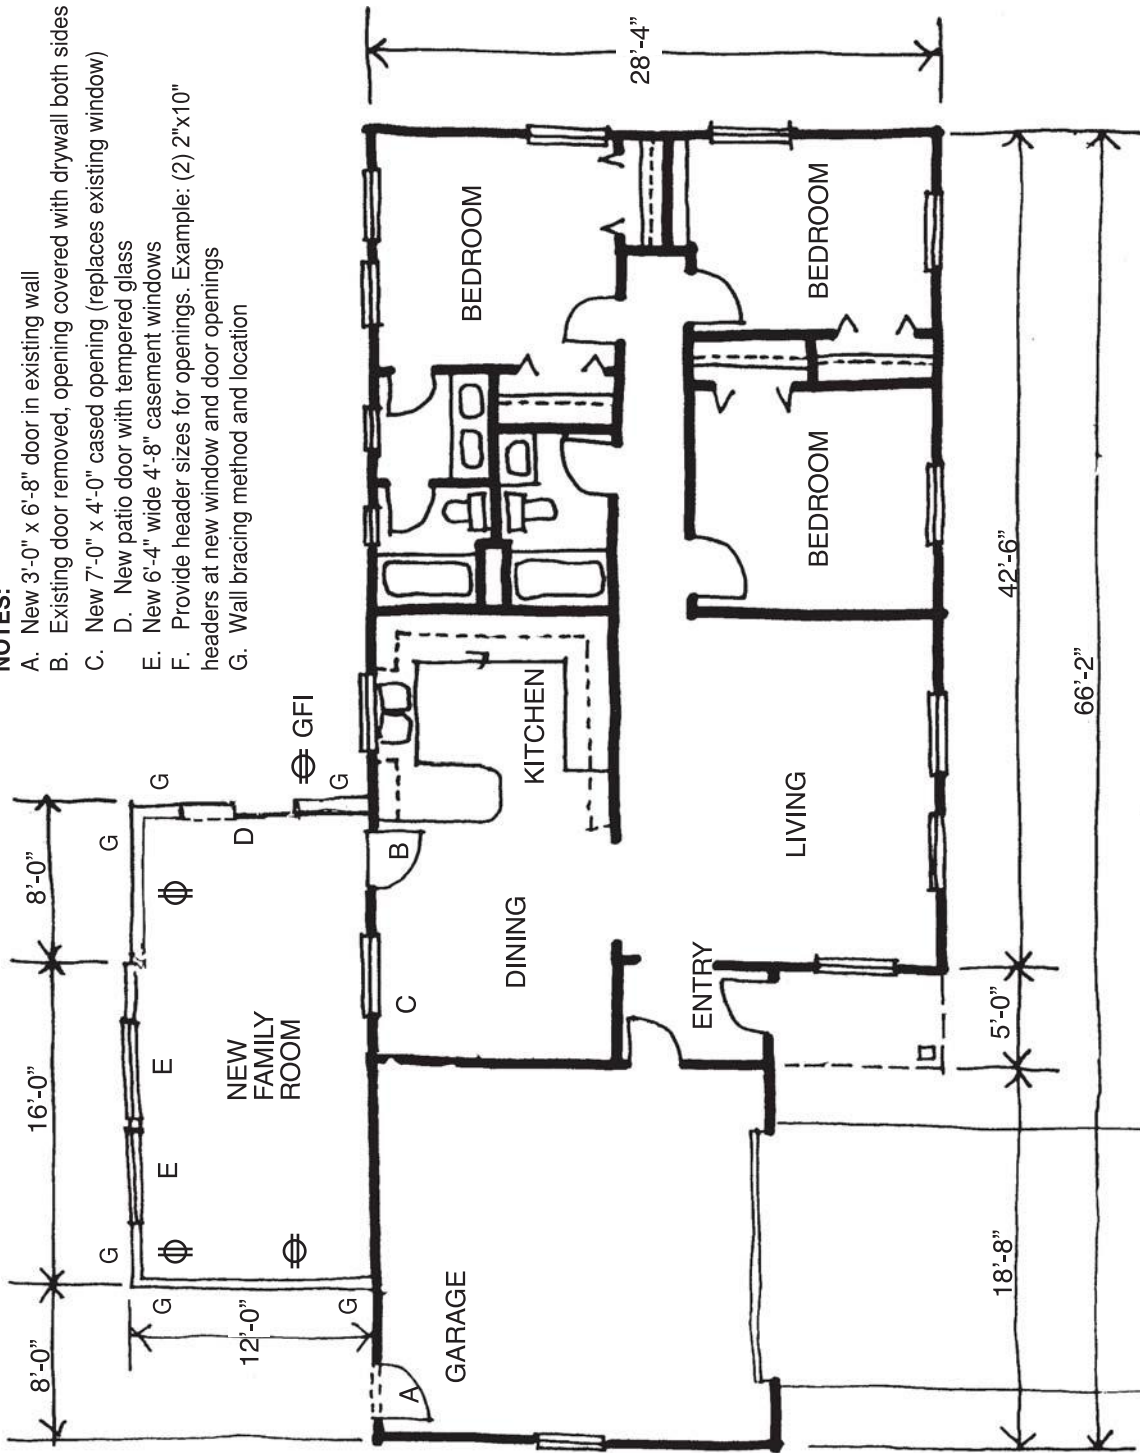 NOTES:
A. New 3'-0" x 6'-8" door in existing wall
B. Existing door removed, opening covered with drywall both sides
C. New 7'-0" x 4'-0" cased opening (replaces existing window)
D. New patio door with tempered glass
E. New 6'-4" wide 4'-8" casement windows
F. Provide header sizes for openings. Example: (2) 2"x10"
headers at new window and door openings
G. Wall bracing method and location
8'-0"
16'-0"
8'-0"
12'-0"
G
G
G
G
G
G
E
E
D
GFI
NEW
FAMILY
ROOM
A
C
B
GARAGE
DINING
KITCHEN
BEDROOM
ENTRY
LIVING
BEDROOM
BEDROOM
28'-4"
18'-8"
5'-0"
42'-6"
66'-2"